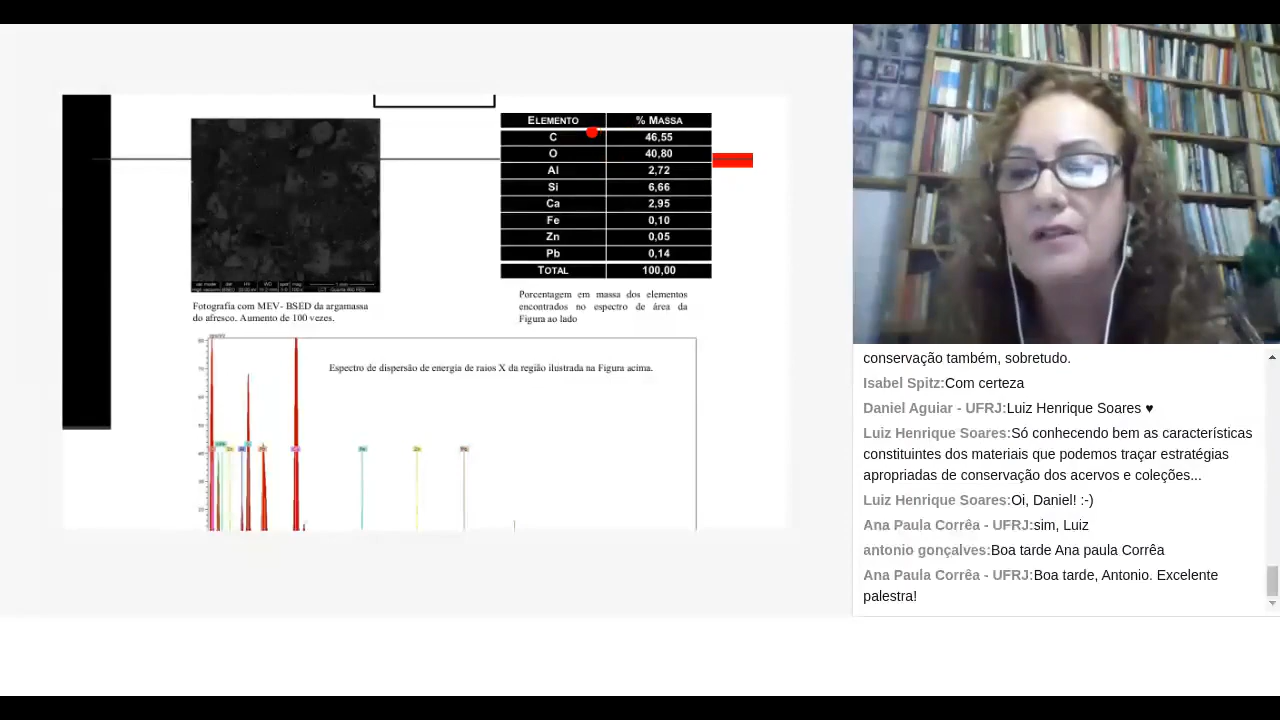 ELEMENTO % MASSA
C 46,55
O 40,80
Al 2,72
Si 6,66
Ca 2,95
Fe 0,10
Zn 0,05
Pb 0,14
TOTAL 100,00
Fotografia com MEV- BSED da argamassa
do afresco. Aumento de 100 vezes.
Porcentagem em massa dos elementos
encontrados no espectro de área da
Figura ao lado
Espectro de dispersão de energia de raios X da região ilustrada na Figura acima.
conservação também, sobretudo.
Isabel Spitz:Com certeza
Daniel Aguiar - UFRJ:Luiz Henrique Soares ♥
Luiz Henrique Soares:Só conhecendo bem as características
constituintes dos materiais que podemos traçar estratégias
apropriadas de conservação dos acervos e coleções...
Luiz Henrique Soares:Oi, Daniel! :-)
Ana Paula Corrêa - UFRJ:sim, Luiz
antonio gonçalves:Boa tarde Ana paula Corrêa
Ana Paula Corrêa - UFRJ:Boa tarde, Antonio. Excelente
palestra!